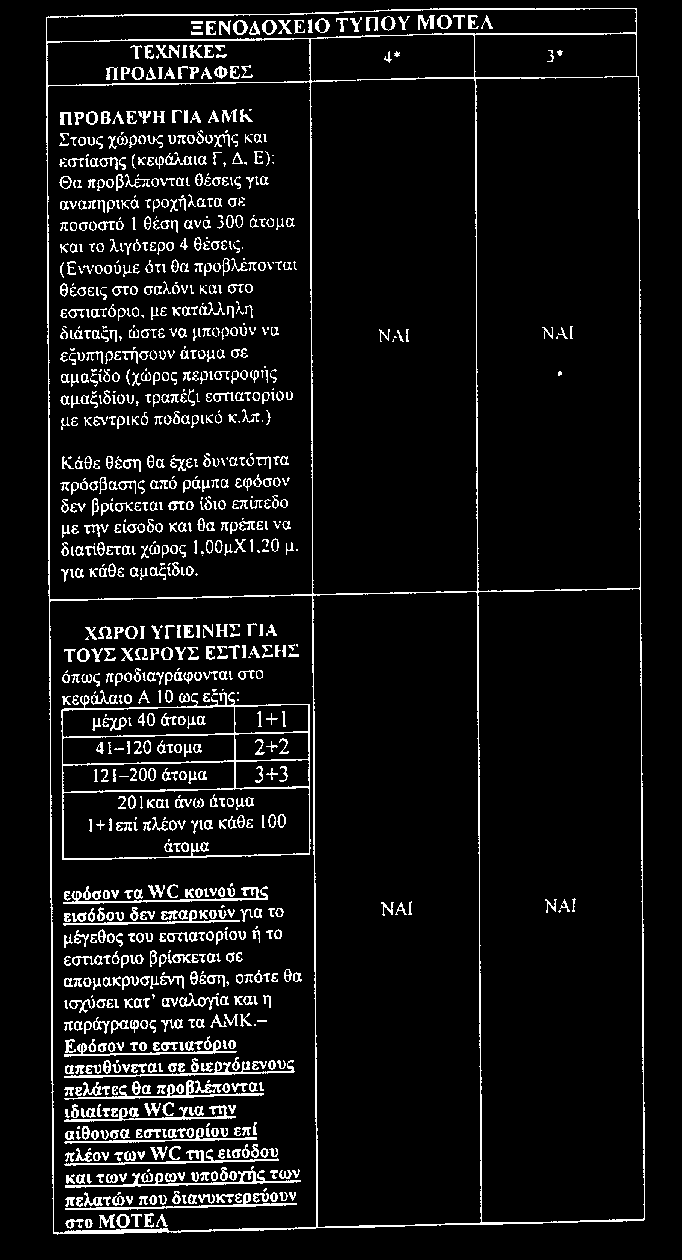 ΞΕΝΟΔΟΧΕΙΟ ΤΥΠΟΥ ΜΟΤΕΛ
ΤΕΧΝΙΚΕΣ
ΠΡΟΔΙΑΓΡΑΦΕΣ
4*
3*
ΠΡΟΒΛΕΨΗ ΓΙΑ ΑΜΚ
Στους χώρους υποδοχής και
εστίασης (κεφάλαια Γ, Δ, Ε):
Θα προβλέπονται θέσεις για
αναπηρικά τροχήλατα σε
ποσοστό 1 θέση ανά 300 άτομα
και το λιγότερο 4 θέσεις.
(Εννοούμε ότι θα προβλέπονται
θέσεις στο σαλόνι και στο
εστιατόριο, με κατάλληλη
διάταξη, ώστε να μπορούν να
εξυπηρετήσουν άτομα σε
αμαξίδο (χώρος περιστροφής
αμαξιδίου, τραπέζι εστιατορίου
με κεντρικό ποδαρικό κ.λπ.)
ΝΑΙ
ΝΑΙ
Κάθε θέση θα έχει δυνατότητα
πρόσβασης από ράμπα εφόσον
δεν βρίσκεται στο ίδιο επίπεδο
με την είσοδο και θα πρέπει να
διατίθεται χώρος 1,00μΧ1,20 μ.
για κάθε αμαξίδιο.
ΧΩΡΟΙ ΥΓΙΕΙΝΗΣ ΓΙΑ
ΤΟΥΣ ΧΩΡΟΥΣ ΕΣΤΙΑΣΗΣ
όπως προδιαγράφονται στο
κεφάλαιο Α 10 ως εξής:
μέχρι 40 άτομα 1+1
41–120 άτομα 2+2
121–200 άτομα 3+3
201και άνω άτομα
1+1επί πλέον για κάθε 100
άτομα
εφόσον τα WC κοινού της
εισόδου δεν επαρκούν για το
μέγεθος του εστιατορίου ή το
εστιατόριο βρίσκεται σε
απομακρυσμένη θέση, οπότε θα
ισχύσει κατ' αναλογία και η
παράγραφος για τα ΑΜΚ.–
Εφόσον το εστιατόριο
απευθύνεται σε διερχόμενους
πελάτες θα προβλέπονται
ιδιαίτερα WC για την
αίθουσα εστιατορίου επί
πλέον των WC της εισόδου
και των χώρων υποδοχής των
πελατών που διανυκτερεύουν
στο ΜΟΤΕΛ
ΝΑΙ
ΝΑΙ